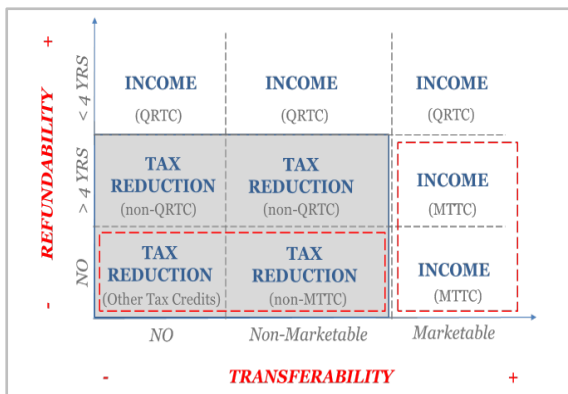 +
REFUNDABILITY
-
< 4 YRS
> 4 YRS
NO
INCOME
(QRTC)
INCOME
(QRTC)
INCOME
(QRTC)
TAX
REDUCTION
(non-QRTC)
TAX
REDUCTION
(non-QRTC)
INCOME
(MTTC)
TAX
REDUCTION
(Other Tax Credits)
TAX
REDUCTION
(non-MTTC)
INCOME
(MTTC)
NO
Non-Marketable
Marketable
-
TRANSFERABILITY
+